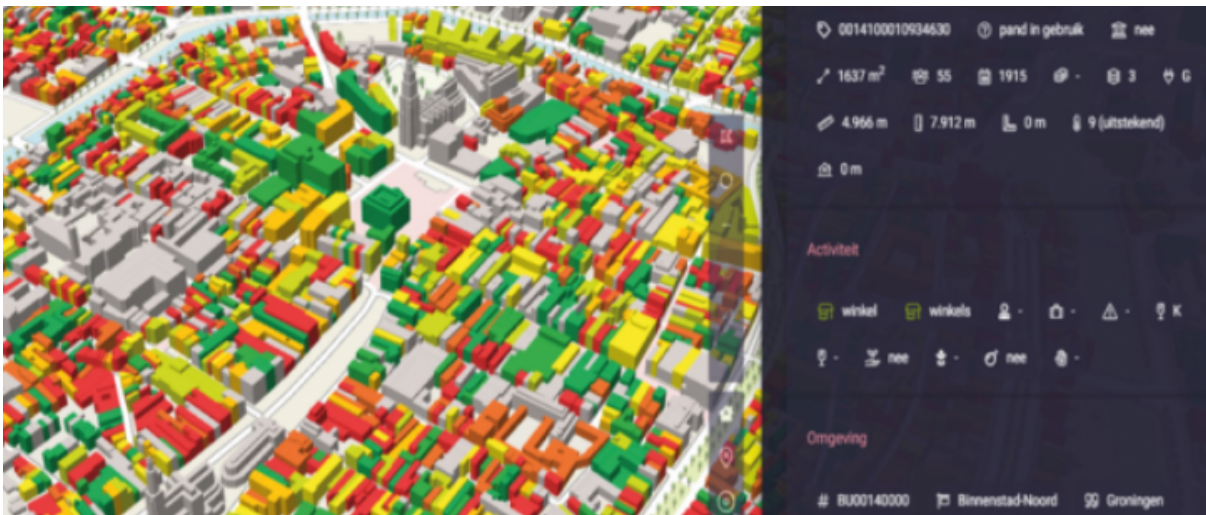 0014100010934630 pand in gebruik nee
1637 m² 55 1915 - 3 G
4.966 m 7.912 m 0 m 9 (uitstekend)
0 m
Activiteit
winkel winkels - - - K
- nee - nee -
Omgeving
# BU00140000 Binnenstad-Noord Groningen